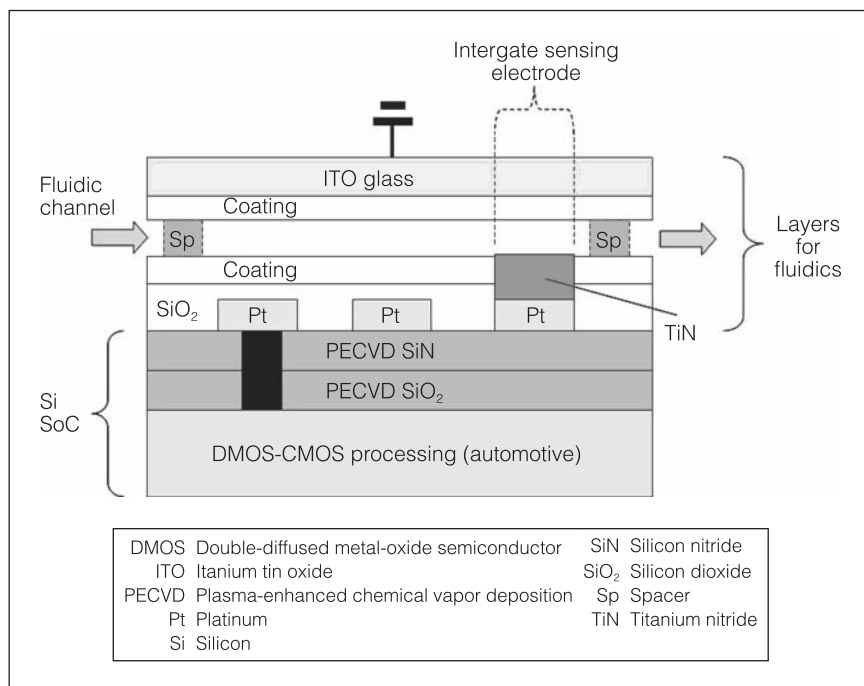 Intergate sensing
electrode
ITO glass
Fluidic
channel
Coating
Sp
Sp
Layers
for
fluidics
Coating
SiO₂
Pt
Pt
Pt
TiN
PECVD SiN
Si
SoC
PECVD SiO₂
DMOS-CMOS processing (automotive)
DMOS Double-diffused metal-oxide semiconductor
ITO Itanium tin oxide
PECVD Plasma-enhanced chemical vapor deposition
Pt Platinum
Si Silicon
SiN Silicon nitride
SiO₂ Silicon dioxide
Sp Spacer
TiN Titanium nitride